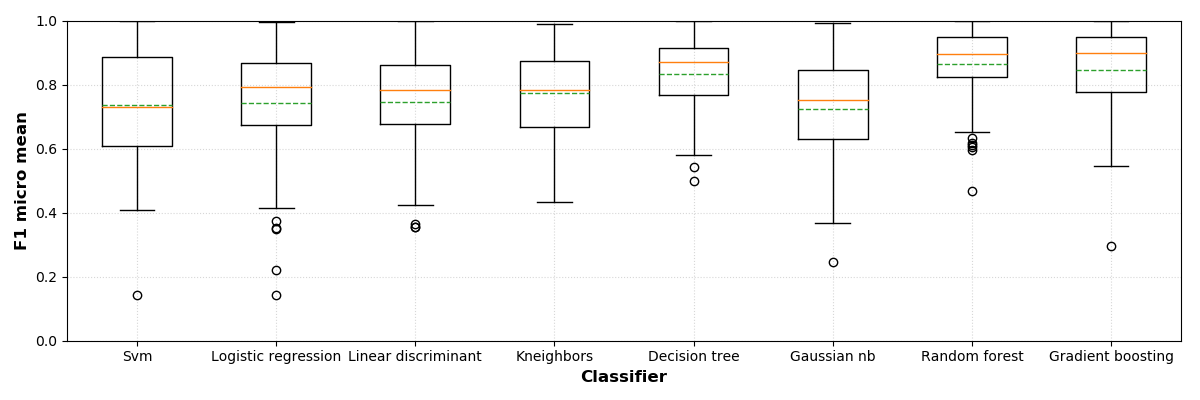 1.0
0.8
0.6
0.4
0.2
0.0
F1 micro mean
Svm
Logistic regression
Linear discriminant
Kneighbors
Decision tree
Gaussian nb
Random forest
Gradient boosting
Classifier